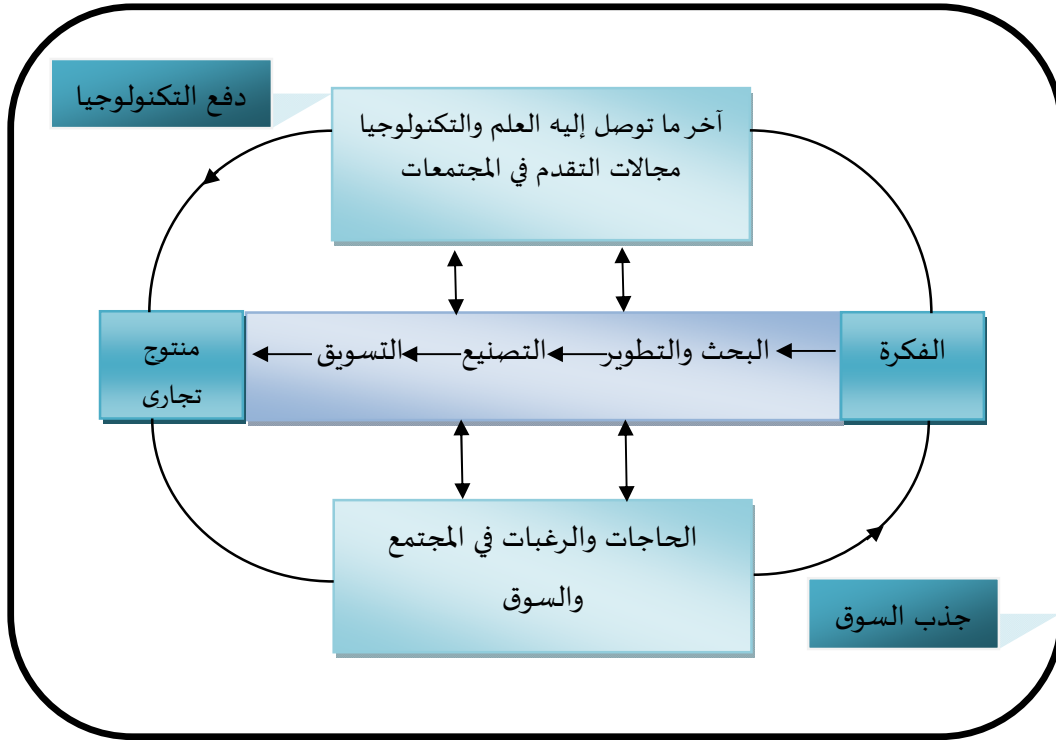 دفع التكنولوجيا
آخر ما توصل إليه العلم والتكنولوجيا
مجالات التقدم في المجتمعات
الفكرة
البحث والتطوير
التصنيع
التسويق
منتوج
تجارى
الحاجات والرغبات في المجتمع
والسوق
جذب السوق